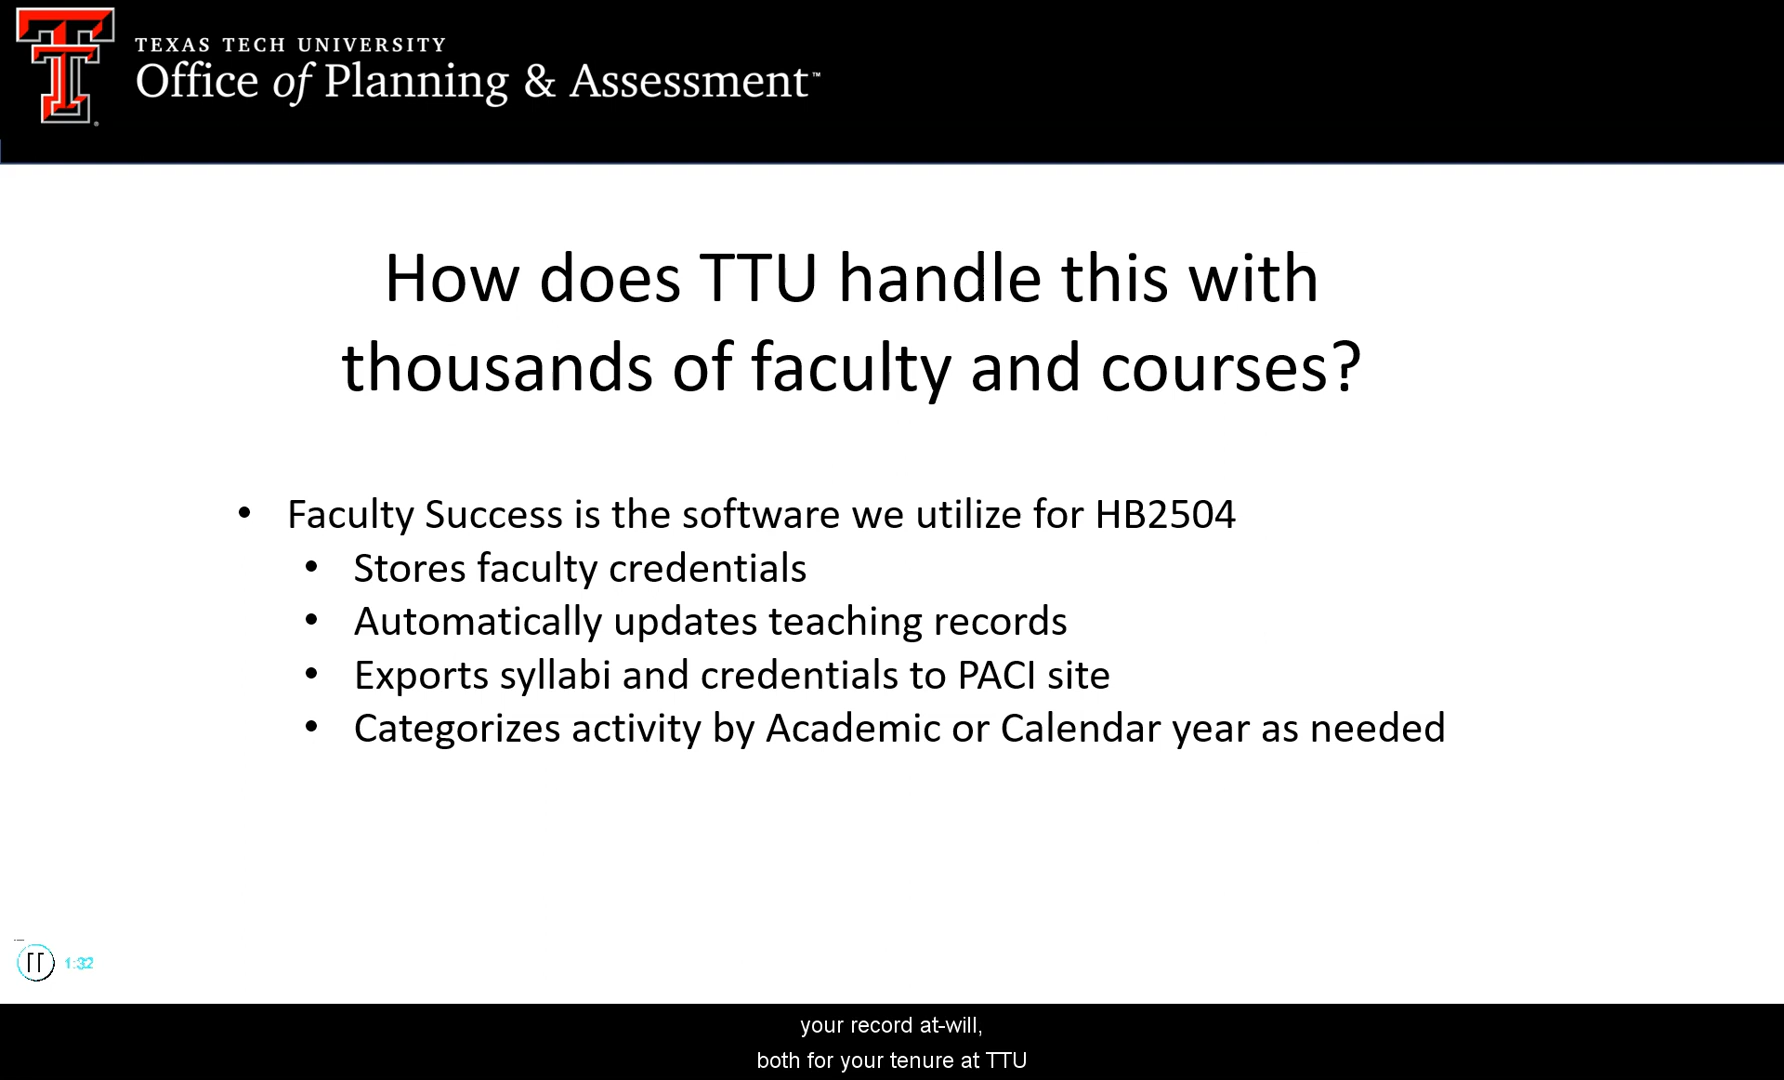 TEXAS TECH UNIVERSITY
Office of Planning & Assessment™
How does TTU handle this with
thousands of faculty and courses?
• Faculty Success is the software we utilize for HB2504
• Stores faculty credentials
• Automatically updates teaching records
• Exports syllabi and credentials to PACI site
• Categorizes activity by Academic or Calendar year as needed
1:32
your record at-will,
both for your tenure at TTU